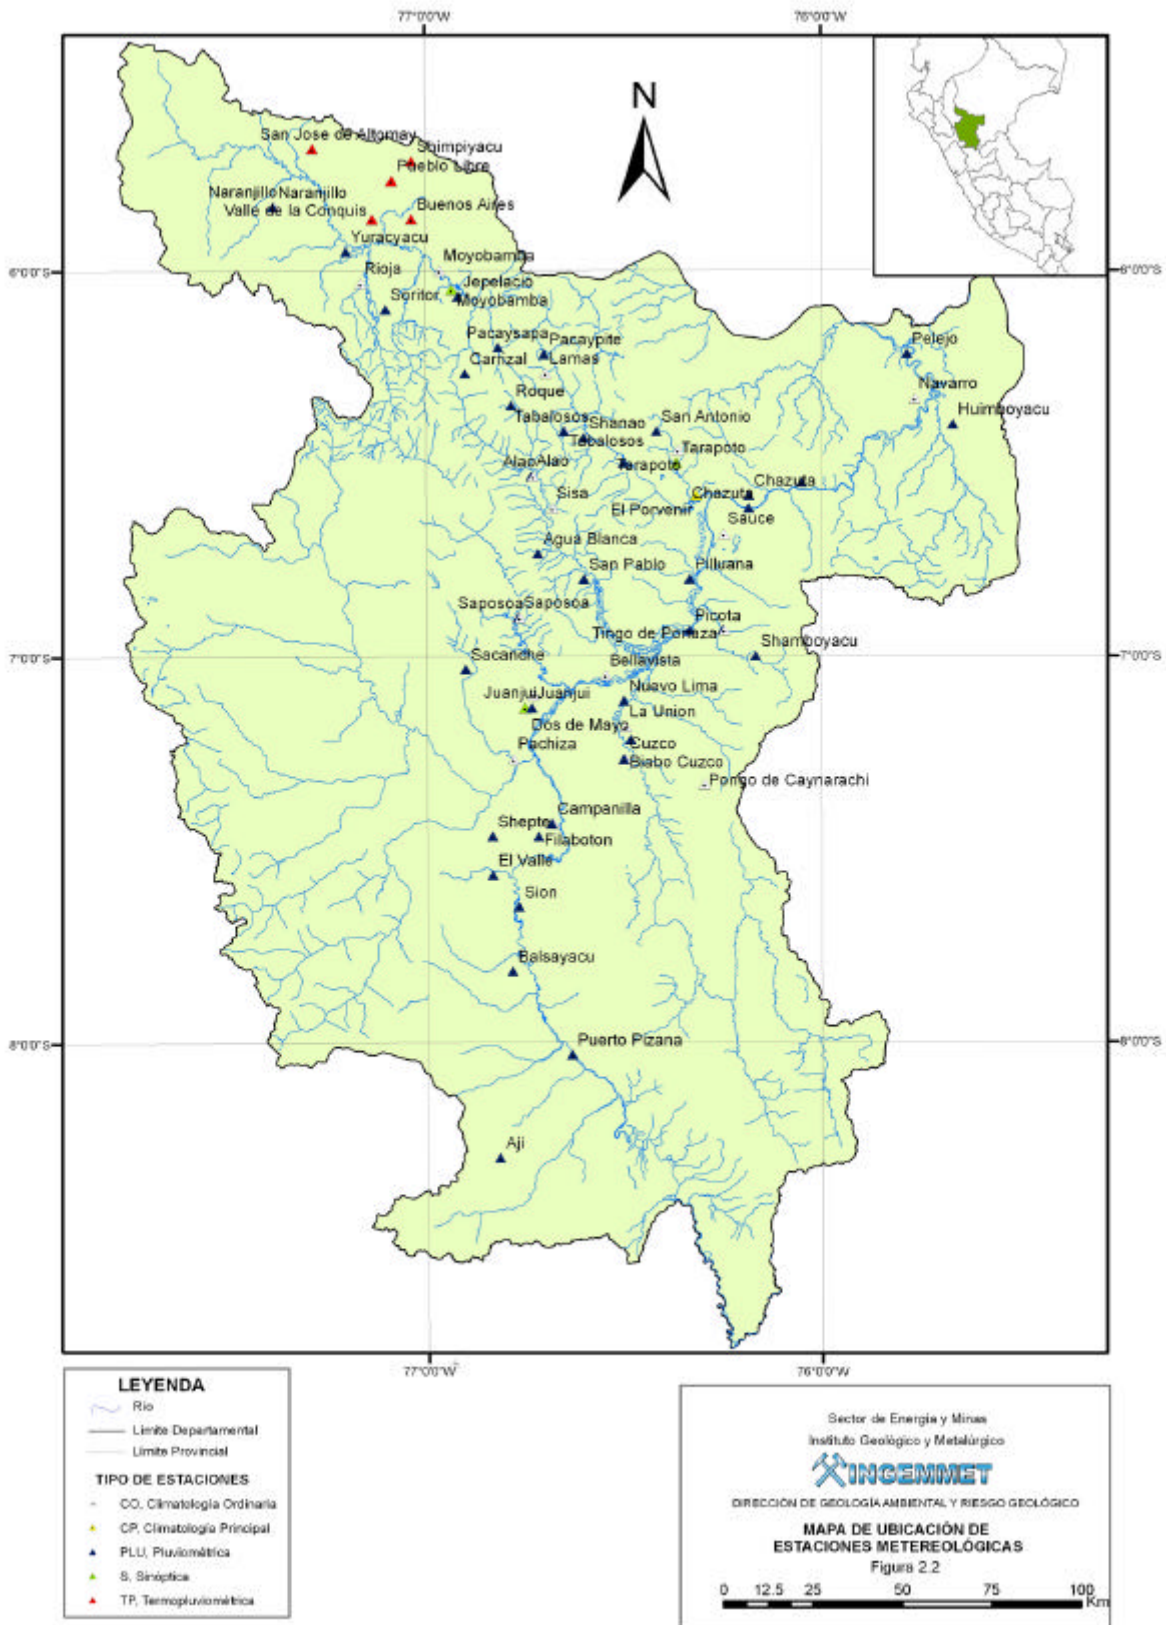 77°0'0"W
76°0'0"W
N
San Jose de Altomay
Shimpiyacu
Pueblo Libre
Naranjillo
Naranjillo
Valle de la Conquis
Buenos Aires
Yuracyacu
Moyobamba
6°0'0"S
Rioja
6°0'0"S
Jepelacio
Soritor
Moyobamba
Pacaysapa
Pacaypite
Pelejo
Carrizal
Lamas
Navarro
Roque
Huimboyacu
Tabalosos
Shanao
San Antonio
Tabalosos
Tarapoto
Alao
Alao
Tarapoto
Chazuta
Sisa
Chazuta
El Porvenir
Sauce
Agua Blanca
San Pablo
Pilluana
Saposoa
Saposoa
Picota
Tingo de Ponaza
Shamboyacu
7°0'0"S
Sacanche
Bellavista
7°0'0"S
Juanjui
Juanjui
Nuevo Lima
La Union
Dos de Mayo
Pachiza
Cuzco
Biabo Cuzco
Pongo de Caynarachi
Campanilla
Shepte
Filaboton
El Valle
Sion
Balsayacu
Puerto Pizana
8°0'0"S
8°0'0"S
Aji
77°0'0"W
76°0'0"W
LEYENDA
Río
Límite Departamental
Límite Provincial
TIPO DE ESTACIONES
CO, Climatología Ordinaria
CP, Climatología Principal
PLU, Pluviométrica
S, Sinóptica
TP, Termopluviométrica
Sector de Energía y Minas
Instituto Geológico y Metalúrgico
INGEMMET
DIRECCIÓN DE GEOLOGÍA AMBIENTAL Y RIESGO GEOLÓGICO
MAPA DE UBICACIÓN DE
ESTACIONES METEREOLÓGICAS
Figura 2.2
0 12.5 25 50 75 100
Km